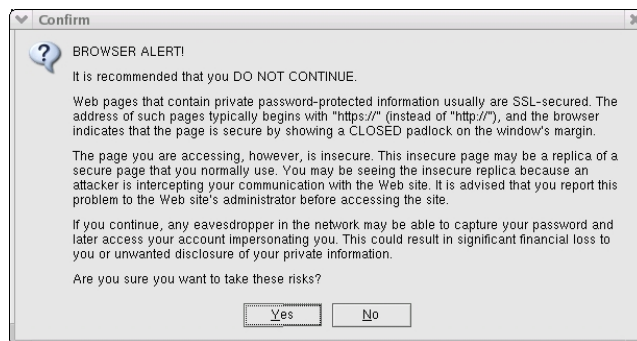 Confirm
BROWSER ALERT!
It is recommended that you DO NOT CONTINUE.
Web pages that contain private password-protected information usually are SSL-secured. The
address of such pages typically begins with "https://" (instead of "http://"), and the browser
indicates that the page is secure by showing a CLOSED padlock on the window's margin.
The page you are accessing, however, is insecure. This insecure page may be a replica of a
secure page that you normally use. You may be seeing the insecure replica because an
attacker is intercepting your communication with the Web site. It is advised that you report this
problem to the Web site's administrator before accessing the site.
If you continue, any eavesdropper in the network may be able to capture your password and
later access your account impersonating you. This could result in significant financial loss to
you or unwanted disclosure of your private information.
Are you sure you want to take these risks?
Yes No